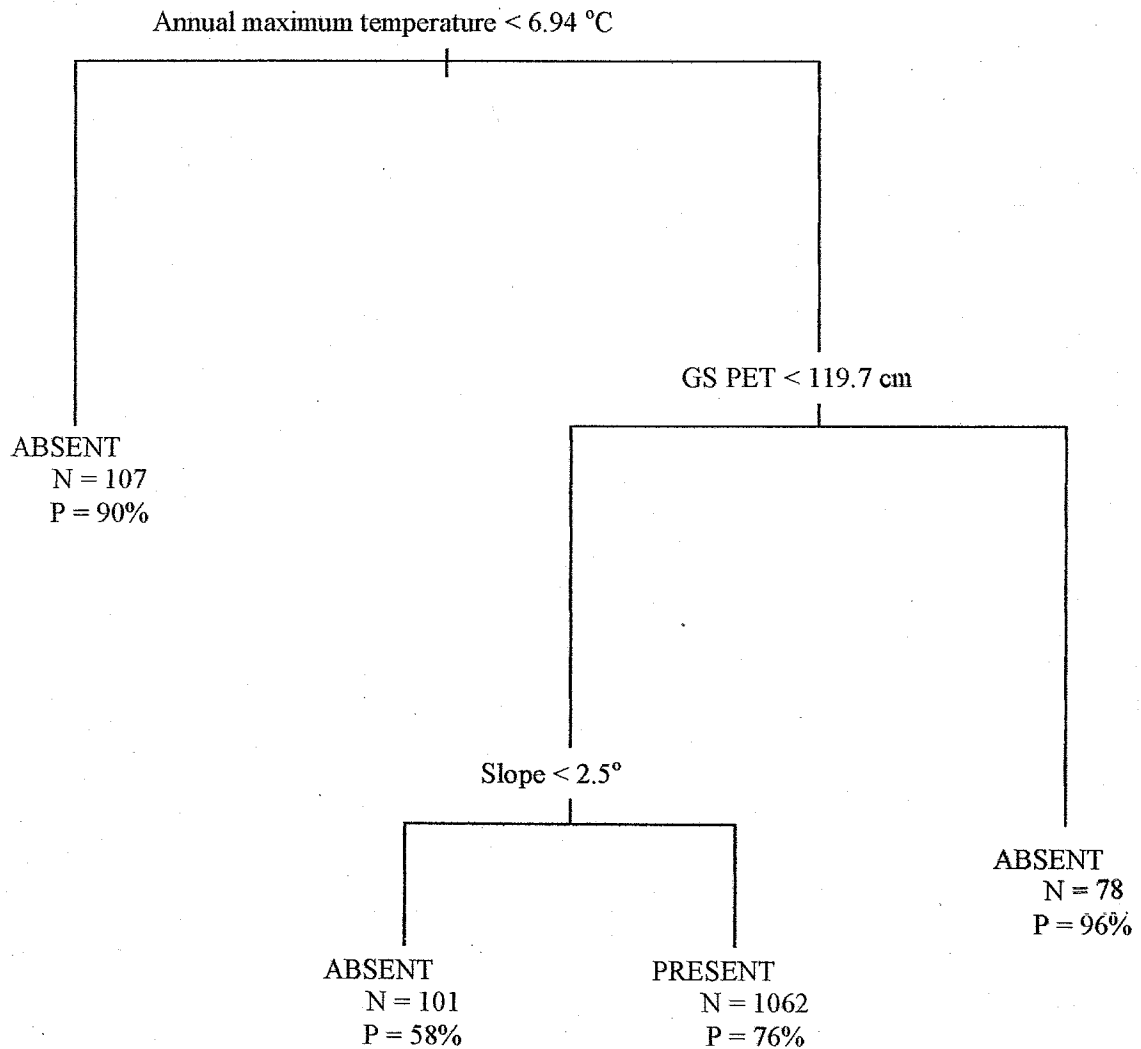 Annual maximum temperature < 6.94 °C
GS PET < 119.7 cm
ABSENT
N = 107
P = 90%
Slope < 2.5°
ABSENT
N = 78
P = 96%
ABSENT
N = 101
P = 58%
PRESENT
N = 1062
P = 76%